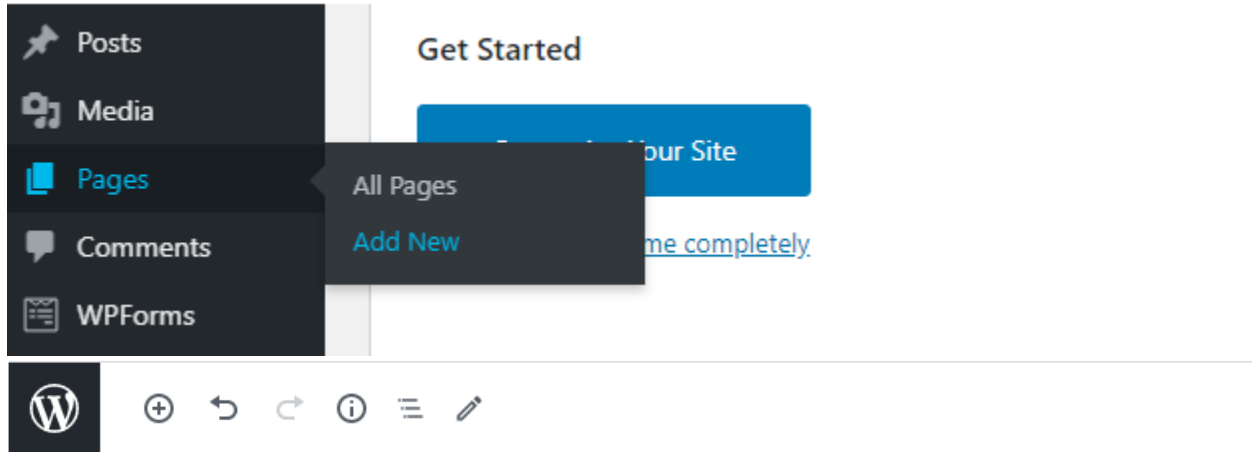 Posts
Media
Pages
Comments
WPForms
All Pages
Add New
Get Started
Your Site
me completely